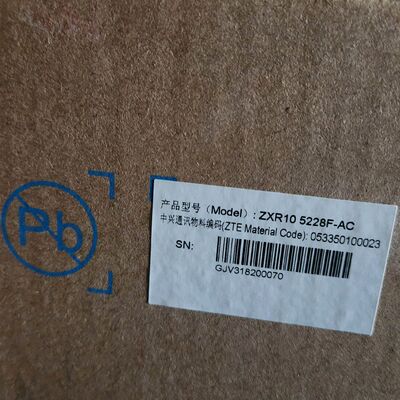 Pb
产品型号（Model）: ZXR10 5228F-AC
中兴通讯物料编码(ZTE Material Code): 053350100023
SN:
GJV318200070